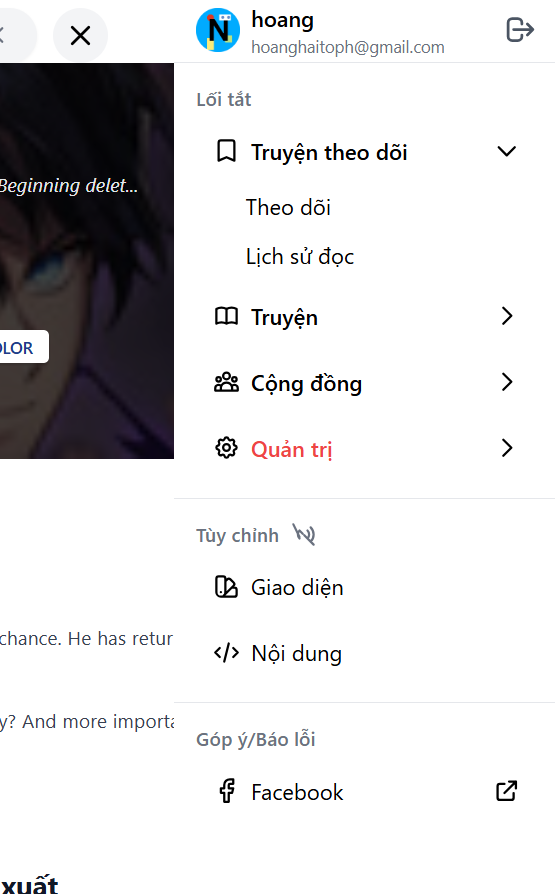 N
hoang
hoanghaitoph@gmail.com
Lối tắt
Truyện theo dõi
Beginning delet...
Theo dõi
Lịch sử đọc
Truyện
OLOR
Cộng đồng
Quản trị
Tùy chỉnh
Giao diện
chance. He has retur
Nội dung
y? And more importa
Góp ý/Báo lỗi
Facebook
xuất